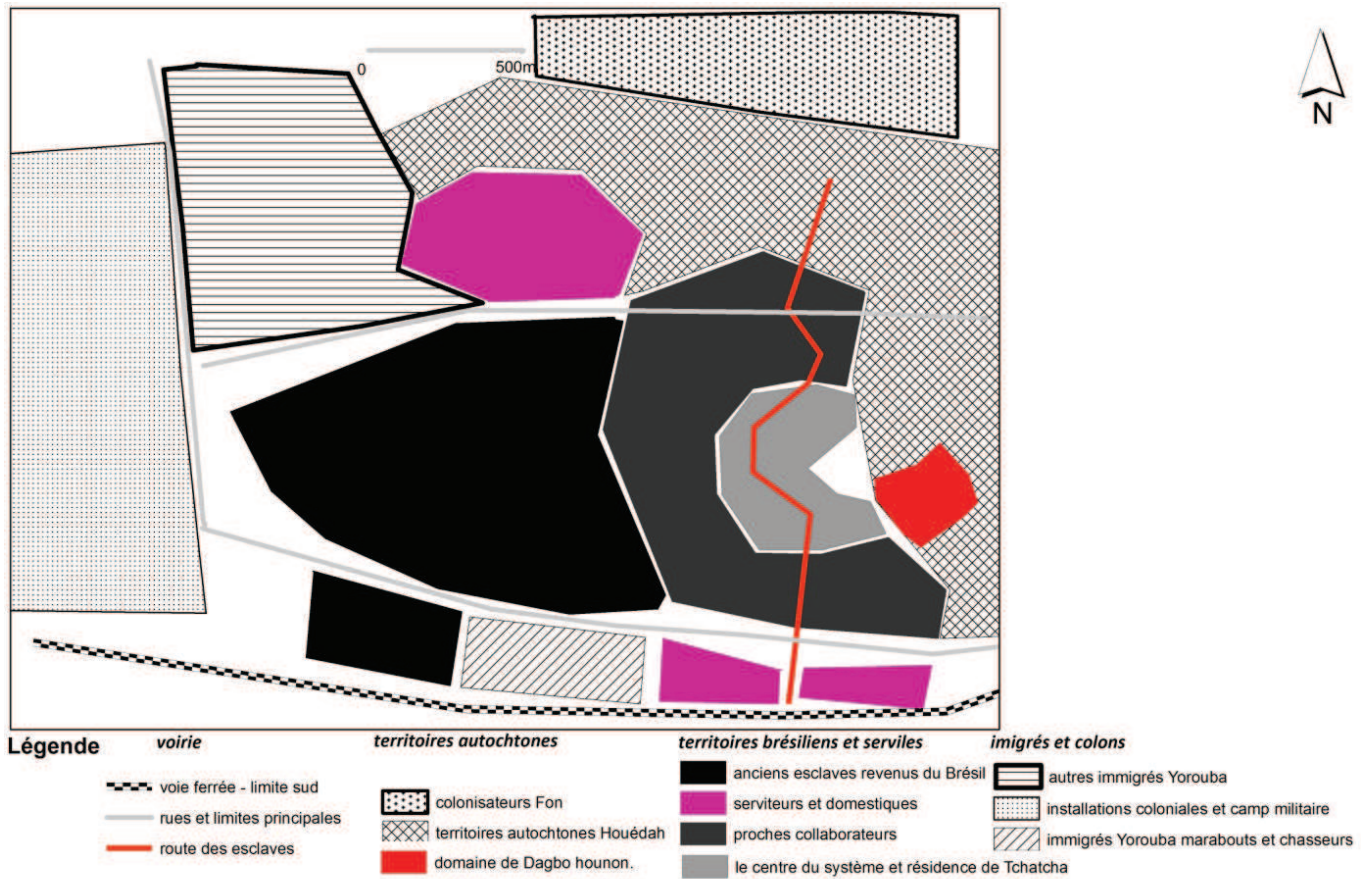 0 500m
N
Légende
voirie
voie ferrée - limite sud
rues et limites principales
route des esclaves
territoires autochtones
colonisateurs Fon
territoires autochtones Houédah
domaine de Dagbo hounon.
territoires brésiliens et serviles
anciens esclaves revenus du Brésil
serviteurs et domestiques
proches collaborateurs
le centre du système et résidence de Tchatcha
imigrés et colons
autres immigrés Yorouba
installations coloniales et camp militaire
immigrés Yorouba marabouts et chasseurs